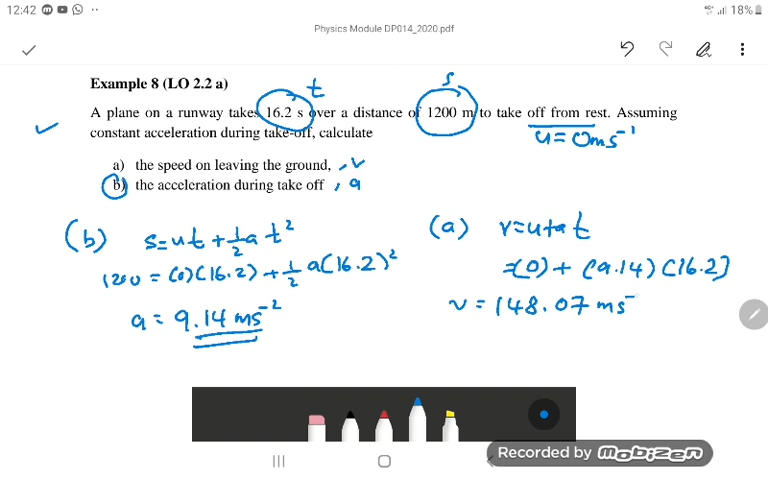 12:42
18%
Physics Module DP014_2020.pdf
Example 8 (LO 2.2 a)
t
s
A plane on a runway takes 16.2 s over a distance of 1200 m to take off from rest. Assuming
constant acceleration during take-off, calculate
u = 0ms⁻¹
a) the speed on leaving the ground, , v
b) the acceleration during take off , a
(b) s = ut + ½ a t²
1200 = (0)(16.2) + ½ a(16.2)²
a = 9.14 ms⁻²
(a) v = u + a t
= (0) + (9.14)(16.2)
v = 148.07 ms⁻
Recorded by mobizen